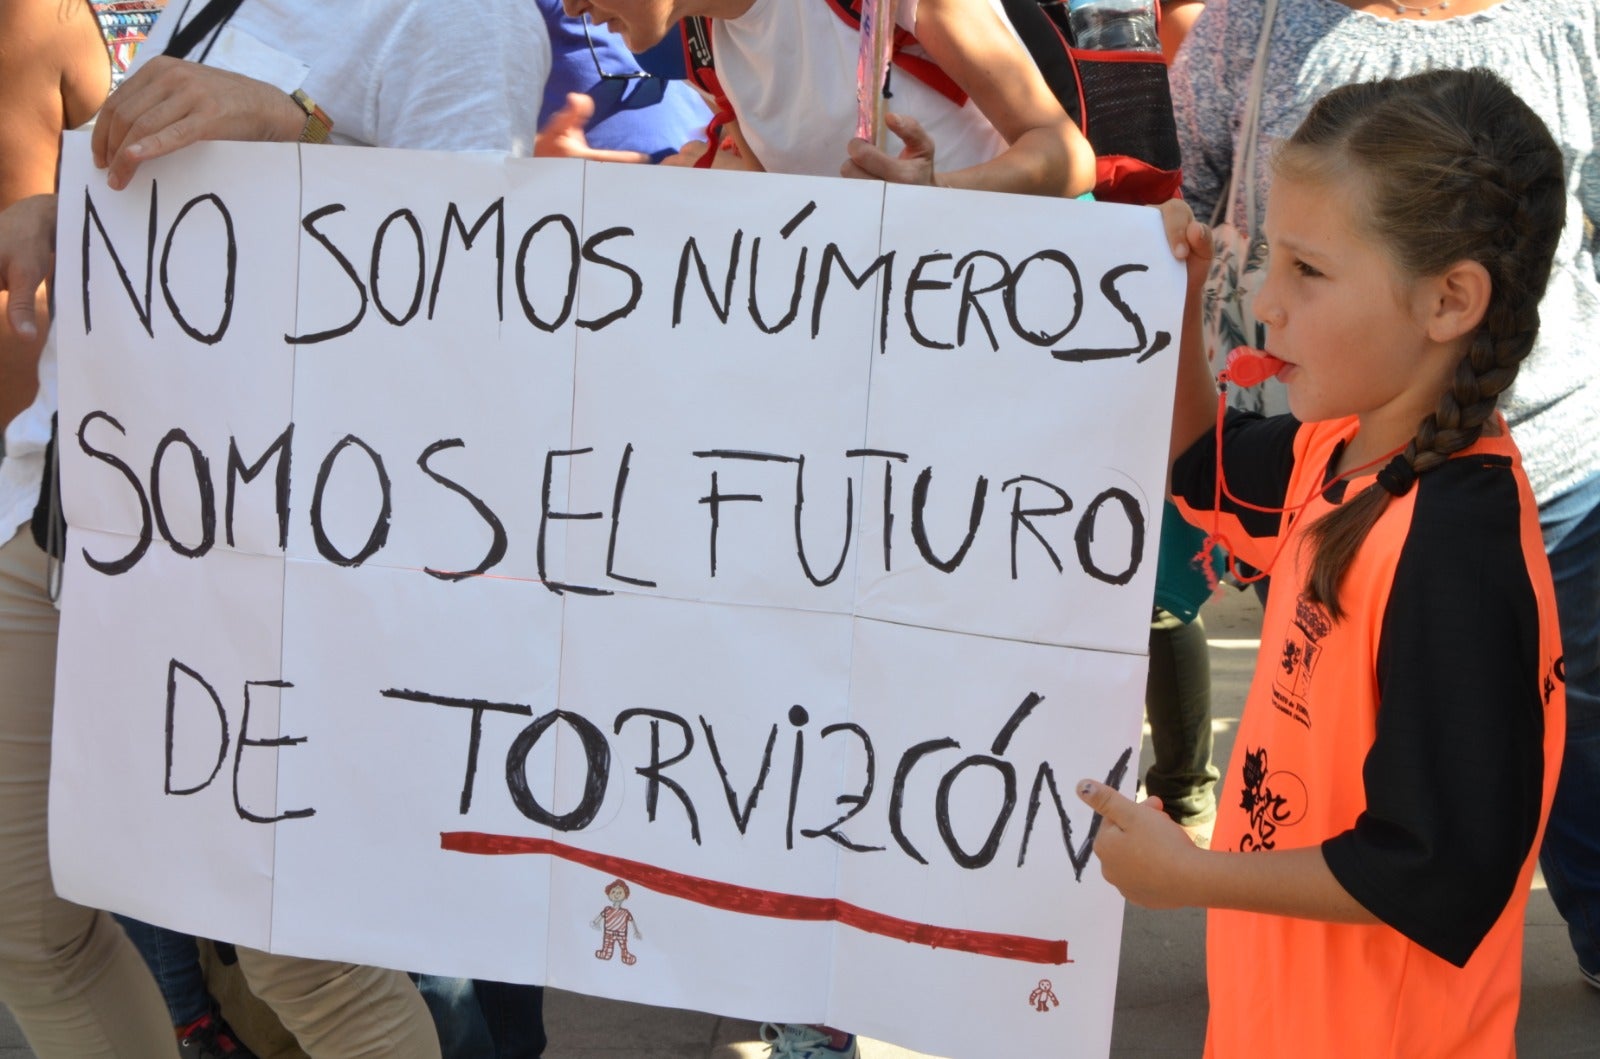 NO SOMOS NÚMEROS,
SOMOS EL FUTURO
DE TORVIZCÓN